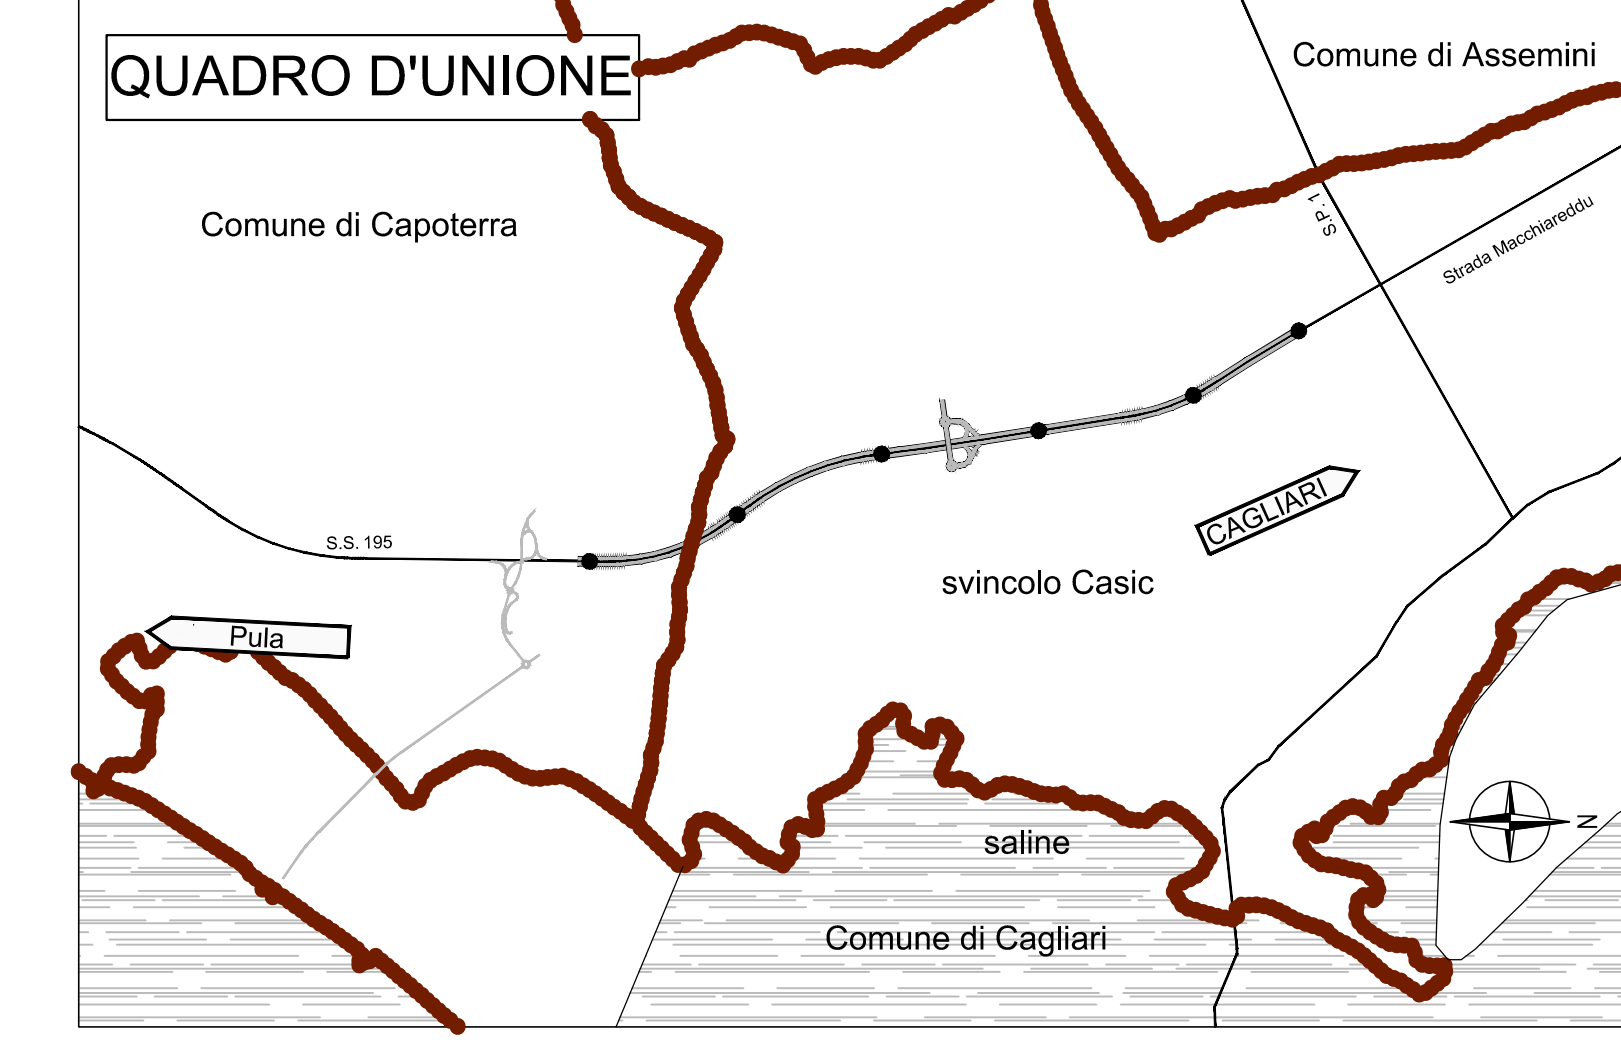 QUADRO D'UNIONE
Comune di Assemini
Comune di Capoterra
S.P. 1
Strada Macchiareddu
CAGLIARI
S.S. 195
svincolo Casic
Pula
saline
N
Comune di Cagliari